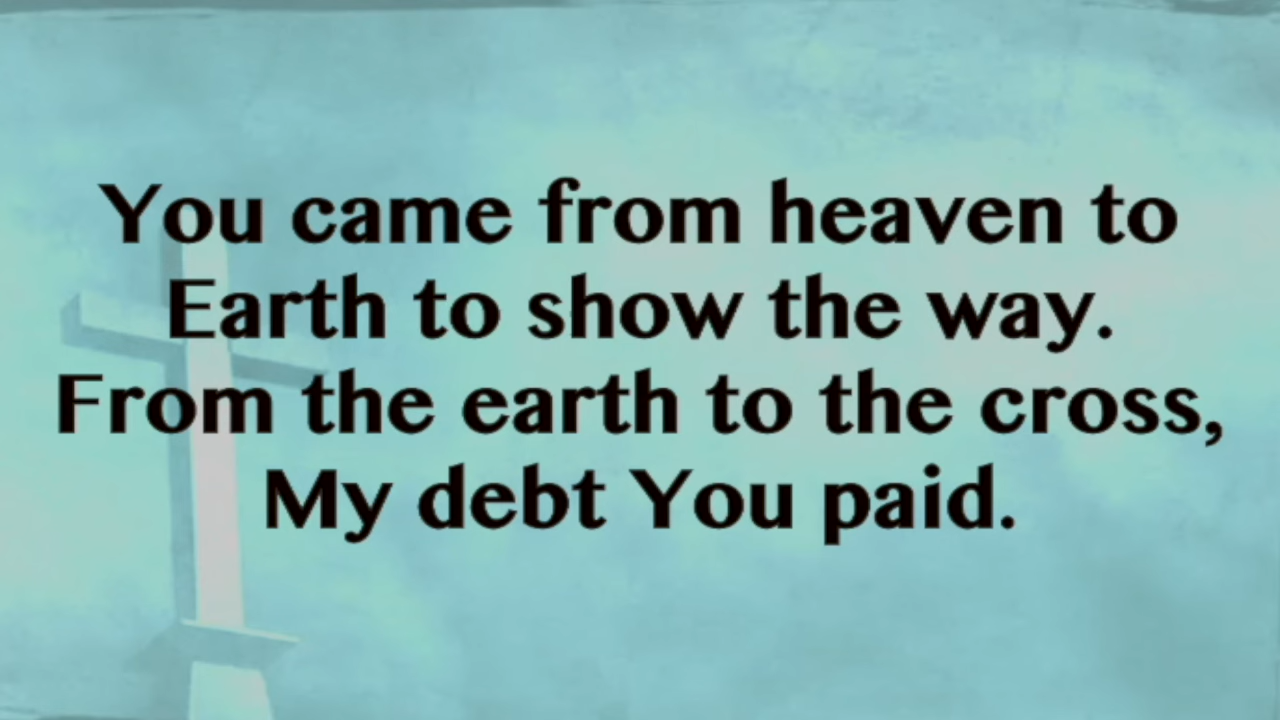 You came from heaven to
Earth to show the way.
From the earth to the cross,
My debt You paid.